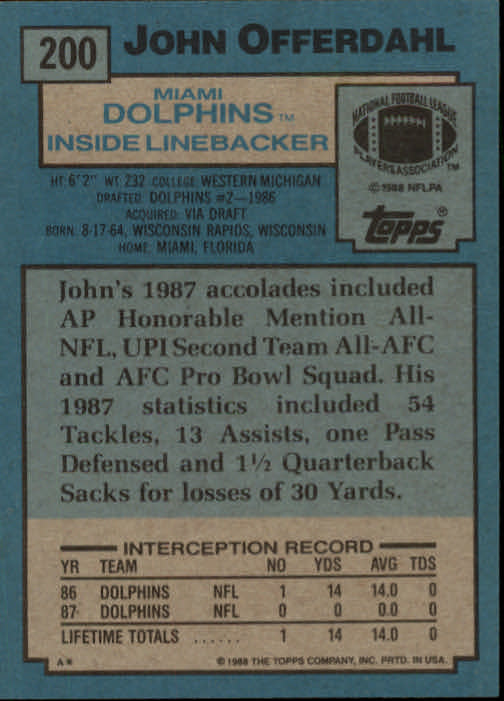 200 JOHN OFFERDAHL
MIAMI
DOLPHINS TM
INSIDE LINEBACKER
HT: 6'2" WT: 232 COLLEGE: WESTERN MICHIGAN
DRAFTED: DOLPHINS #2—1986
ACQUIRED: VIA DRAFT
BORN: 8-17-64, WISCONSIN RAPIDS, WISCONSIN
HOME: MIAMI, FLORIDA
NATIONAL FOOTBALL LEAGUE
PLAYERS ASSOCIATION TM
© 1988 NFLPA
topps®
John's 1987 accolades included
AP Honorable Mention All-
NFL, UPI Second Team All-AFC
and AFC Pro Bowl Squad. His
1987 statistics included 54
Tackles, 13 Assists, one Pass
Defensed and 1½ Quarterback
Sacks for losses of 30 Yards.
INTERCEPTION RECORD
YR TEAM NO YDS AVG TDS
86 DOLPHINS NFL 1 14 14.0 0
87 DOLPHINS NFL 0 0 0.0 0
LIFETIME TOTALS ...... 1 14 14.0 0
A* © 1988 THE TOPPS COMPANY, INC. PRTD. IN USA.